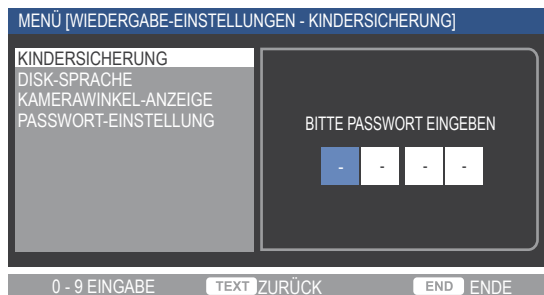 MENÜ [WIEDERGABE-EINSTELLUNGEN - KINDERSICHERUNG]
KINDERSICHERUNG
DISK-SPRACHE
KAMERAWINKEL-ANZEIGE
PASSWORT-EINSTELLUNG
BITTE PASSWORT EINGEBEN
- - - -
0 - 9 EINGABE TEXT ZURÜCK END ENDE